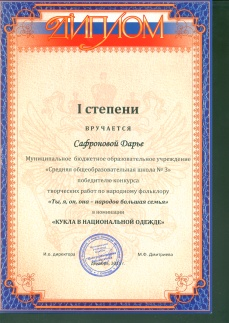 ДИПЛОМ
I степени
ВРУЧАЕТСЯ
Сафроновой Дарье
Муниципальное бюджетное образовательное учреждение
«Средняя общеобразовательная школа № 3»
победителю конкурса
творческих работ по народному фольклору
«Ты, я, он, она - народов большая семья»
в номинации
«КУКЛА В НАЦИОНАЛЬНОЙ ОДЕЖДЕ»
И.о. директора М.Ф. Дмитриева